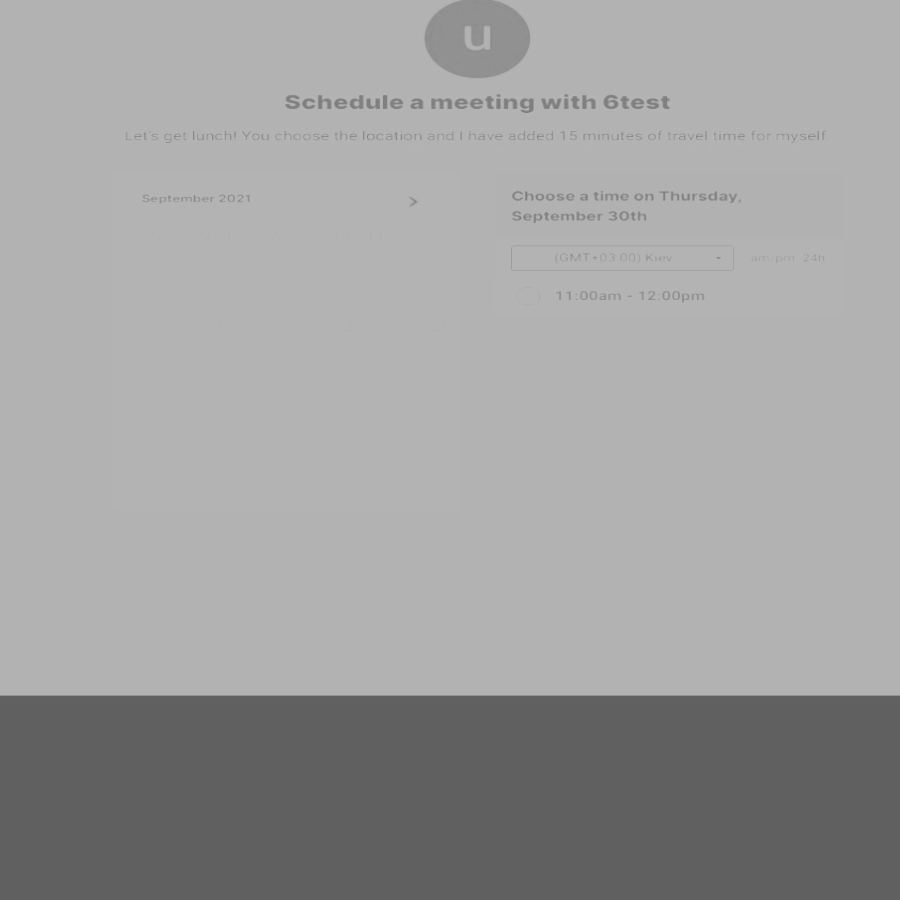 u
Schedule a meeting with 6test
Let's get lunch! You choose the location and I have added 15 minutes of travel time for myself
September 2021
Choose a time on Thursday,
September 30th
(GMT+03:00) Kiev
am/pm 24h
11:00am - 12:00pm